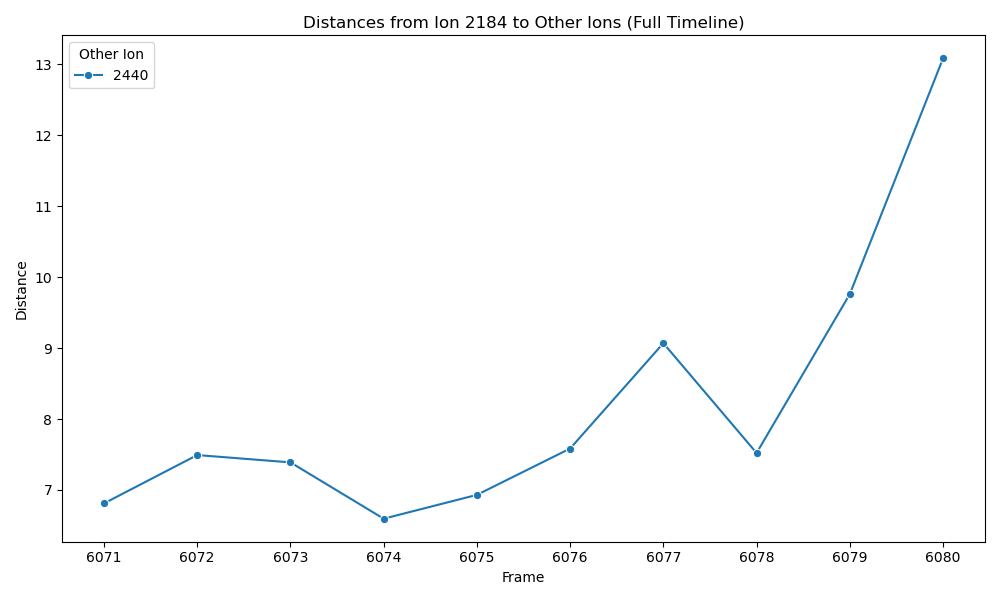 Distances from Ion 2184 to Other Ions (Full Timeline)
Other Ion
2440
Distance
13
12
11
10
9
8
7
6071 6072 6073 6074 6075 6076 6077 6078 6079 6080
Frame